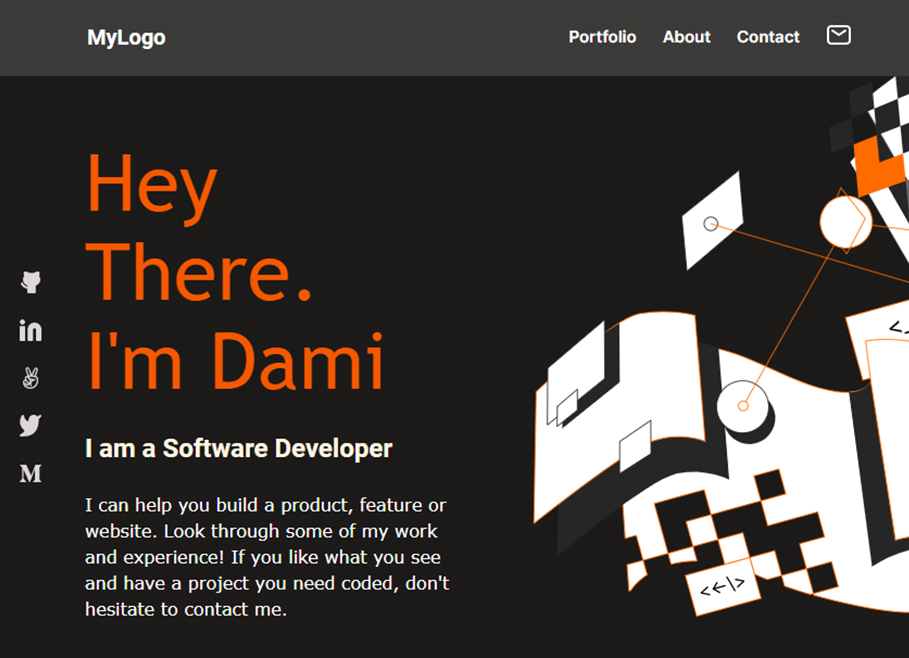 MyLogo
Portfolio About Contact
Hey
There.
I'm Dami
I am a Software Developer
I can help you build a product, feature or
website. Look through some of my work
and experience! If you like what you see
and have a project you need coded, don't
hesitate to contact me.
<<-|>